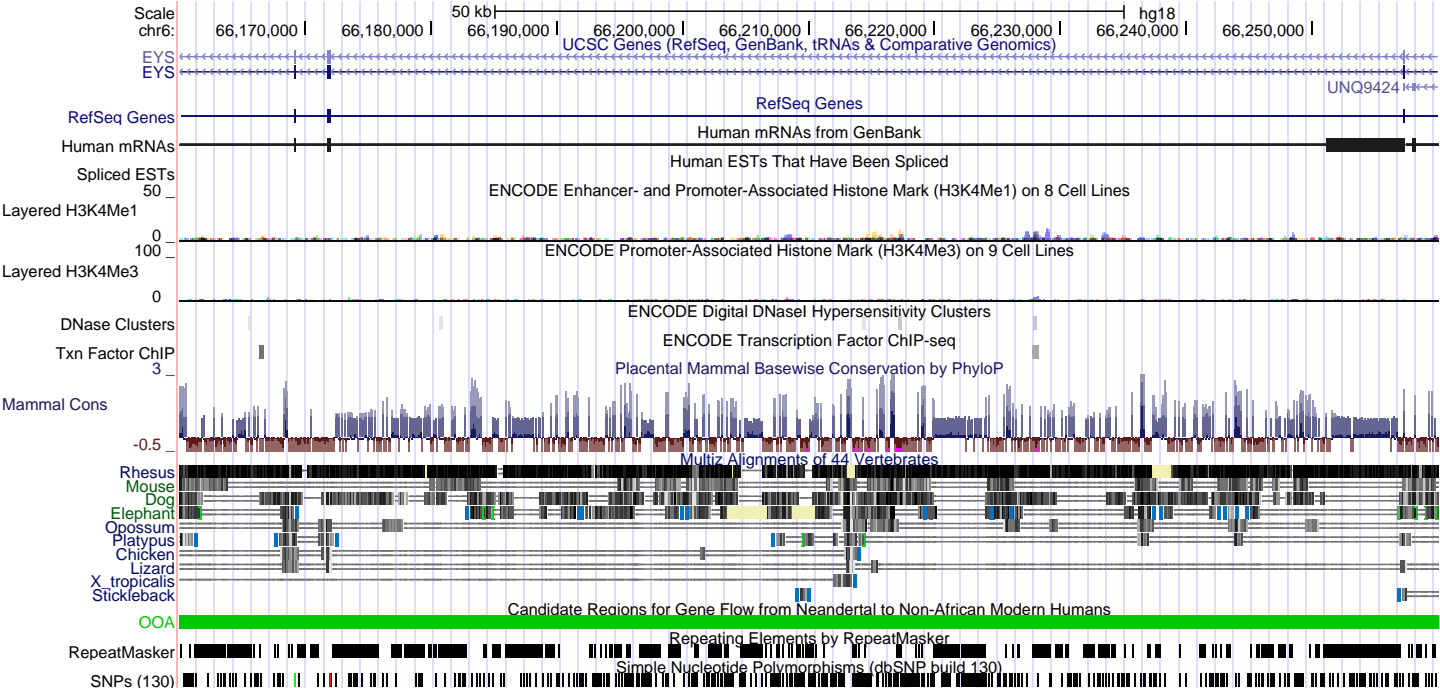 Scale
50 kb
hg18
chr6:
66,170,000
66,180,000
66,190,000
66,200,000
66,210,000
66,220,000
66,230,000
66,240,000
66,250,000
UCSC Genes (RefSeq, GenBank, tRNAs & Comparative Genomics)
EYS
EYS
UNQ9424
RefSeq Genes
RefSeq Genes
Human mRNAs from GenBank
Human mRNAs
Human ESTs That Have Been Spliced
Spliced ESTs
50
ENCODE Enhancer- and Promoter-Associated Histone Mark (H3K4Me1) on 8 Cell Lines
Layered H3K4Me1
0
100
ENCODE Promoter-Associated Histone Mark (H3K4Me3) on 9 Cell Lines
Layered H3K4Me3
0
ENCODE Digital DNaseI Hypersensitivity Clusters
DNase Clusters
ENCODE Transcription Factor ChIP-seq
Txn Factor ChIP
3
Placental Mammal Basewise Conservation by PhyloP
Mammal Cons
-0.5
Multiz Alignments of 44 Vertebrates
Rhesus
Mouse
Dog
Elephant
Opossum
Platypus
Chicken
Lizard
X_tropicalis
Stickleback
Candidate Regions for Gene Flow from Neandertal to Non-African Modern Humans
OOA
Repeating Elements by RepeatMasker
RepeatMasker
Simple Nucleotide Polymorphisms (dbSNP build 130)
SNPs (130)